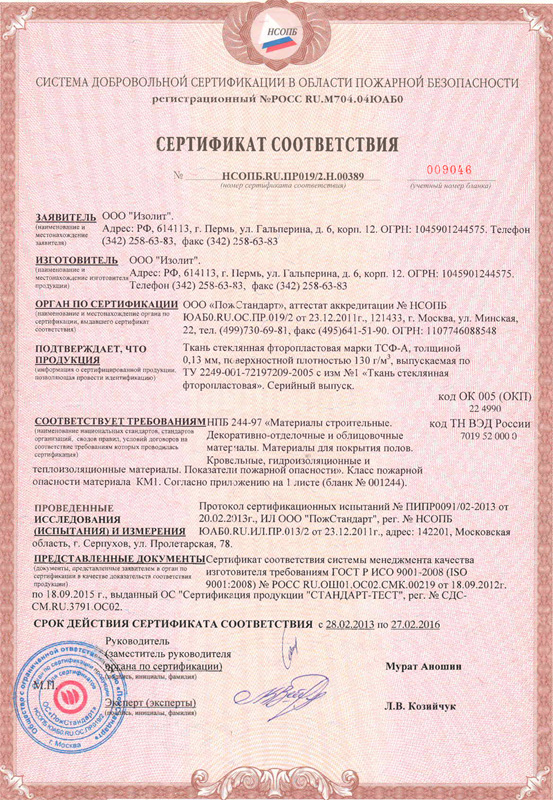 НСОПБ
СИСТЕМА ДОБРОВОЛЬНОЙ СЕРТИФИКАЦИИ В ОБЛАСТИ ПОЖАРНОЙ БЕЗОПАСНОСТИ
регистрационный №РОСС RU.М704.04ЮАБ0
СЕРТИФИКАТ СООТВЕТСТВИЯ
№ НСОПБ.RU.ПР019/2.Н.00389 009046
(номер сертификата соответствия) (учетный номер бланка)
ЗАЯВИТЕЛЬ ООО "Изолит".
(наименование и местонахождение заявителя)
Адрес: РФ, 614113, г. Пермь, ул. Гальперина, д. 6, корп. 12. ОГРН: 1045901244575. Телефон
(342) 258-63-83, факс (342) 258-63-83
ИЗГОТОВИТЕЛЬ ООО "Изолит".
(наименование и местонахождение изготовителя продукции)
Адрес: РФ, 614113, г. Пермь, ул. Гальперина, д. 6, корп. 12. ОГРН: 1045901244575.
Телефон (342) 258-63-83, факс (342) 258-63-83
ОРГАН ПО СЕРТИФИКАЦИИ ООО «ПожСтандарт», аттестат аккредитации № НСОПБ
(наименование и местонахождение органа по сертификации, выдавшего сертификат соответствия)
ЮАБ0.RU.ОС.ПР.019/2 от 23.12.2011г., 121433, г. Москва, ул. Минская,
22, тел.(499)730-69-81, факс (495)641-51-90. ОГРН: 1107746088548
ПОДТВЕРЖДАЕТ, ЧТО Ткань стеклянная фторопластовая марки ТСФ-А, толщиной
ПРОДУКЦИЯ 0,13 мм, поверхностной плотностью 130 г/м³, выпускаемая по
(информация о сертифицированной продукции, позволяющая провести идентификацию)
ТУ 2249-001-72197209-2005 с изм №1 «Ткань стеклянная
фторопластовая». Серийный выпуск.
код ОК 005 (ОКП)
22 4990
СООТВЕТСТВУЕТ ТРЕБОВАНИЯМ НПБ 244-97 «Материалы строительные. код ТН ВЭД России
(наименование национальных стандартов, стандартов организаций, сводов правил, условий договоров на соответствие требованиям которых проводилась сертификация)
Декоративно-отделочные и облицовочные 7019 52 000 0
материалы. Материалы для покрытия полов.
Кровельные, гидроизоляционные и
теплоизоляционные материалы. Показатели пожарной опасности». Класс пожарной
опасности материала КМ1. Согласно приложению на 1 листе (бланк № 001244).
ПРОВЕДЕННЫЕ Протокол сертификационных испытаний № ПИПР0091/02-2013 от
ИССЛЕДОВАНИЯ 20.02.2013г., ИЛ ООО "ПожСтандарт", рег. № НСОПБ
(ИСПЫТАНИЯ) И ИЗМЕРЕНИЯ ЮАБ0.RU.ИЛ.ПР.013/2 от 23.12.2011г., адрес: 142201, Московская
область, г. Серпухов, ул. Пролетарская, 78.
ПРЕДСТАВЛЕННЫЕ ДОКУМЕНТЫ Сертификат соответствия системы менеджмента качества
(документы, представленные заявителем в орган по сертификации в качестве доказательств соответствия продукции)
изготовителя требованиям ГОСТ Р ИСО 9001-2008 (ISO
9001:2008) № РОСС RU.ОШ01.ОС02.СМК.00219 от 18.09.2012г.
по 18.09.2015 г., выданный ОС "Сертификация продукции "СТАНДАРТ-ТЕСТ", рег. № СДС-
СМ.RU.3791.ОС02.
СРОК ДЕЙСТВИЯ СЕРТИФИКАТА СООТВЕТСТВИЯ с 28.02.2013 по 27.02.2016
Руководитель
(заместитель руководителя
органа по сертификации) Мурат Аношин
подпись, инициалы, фамилия)
М.П.
Эксперт (эксперты) Л.В. Козийчук
подпись, инициалы, фамилия)
Общество с ограниченной ответственностью «ПожСтандарт»
г. Москва